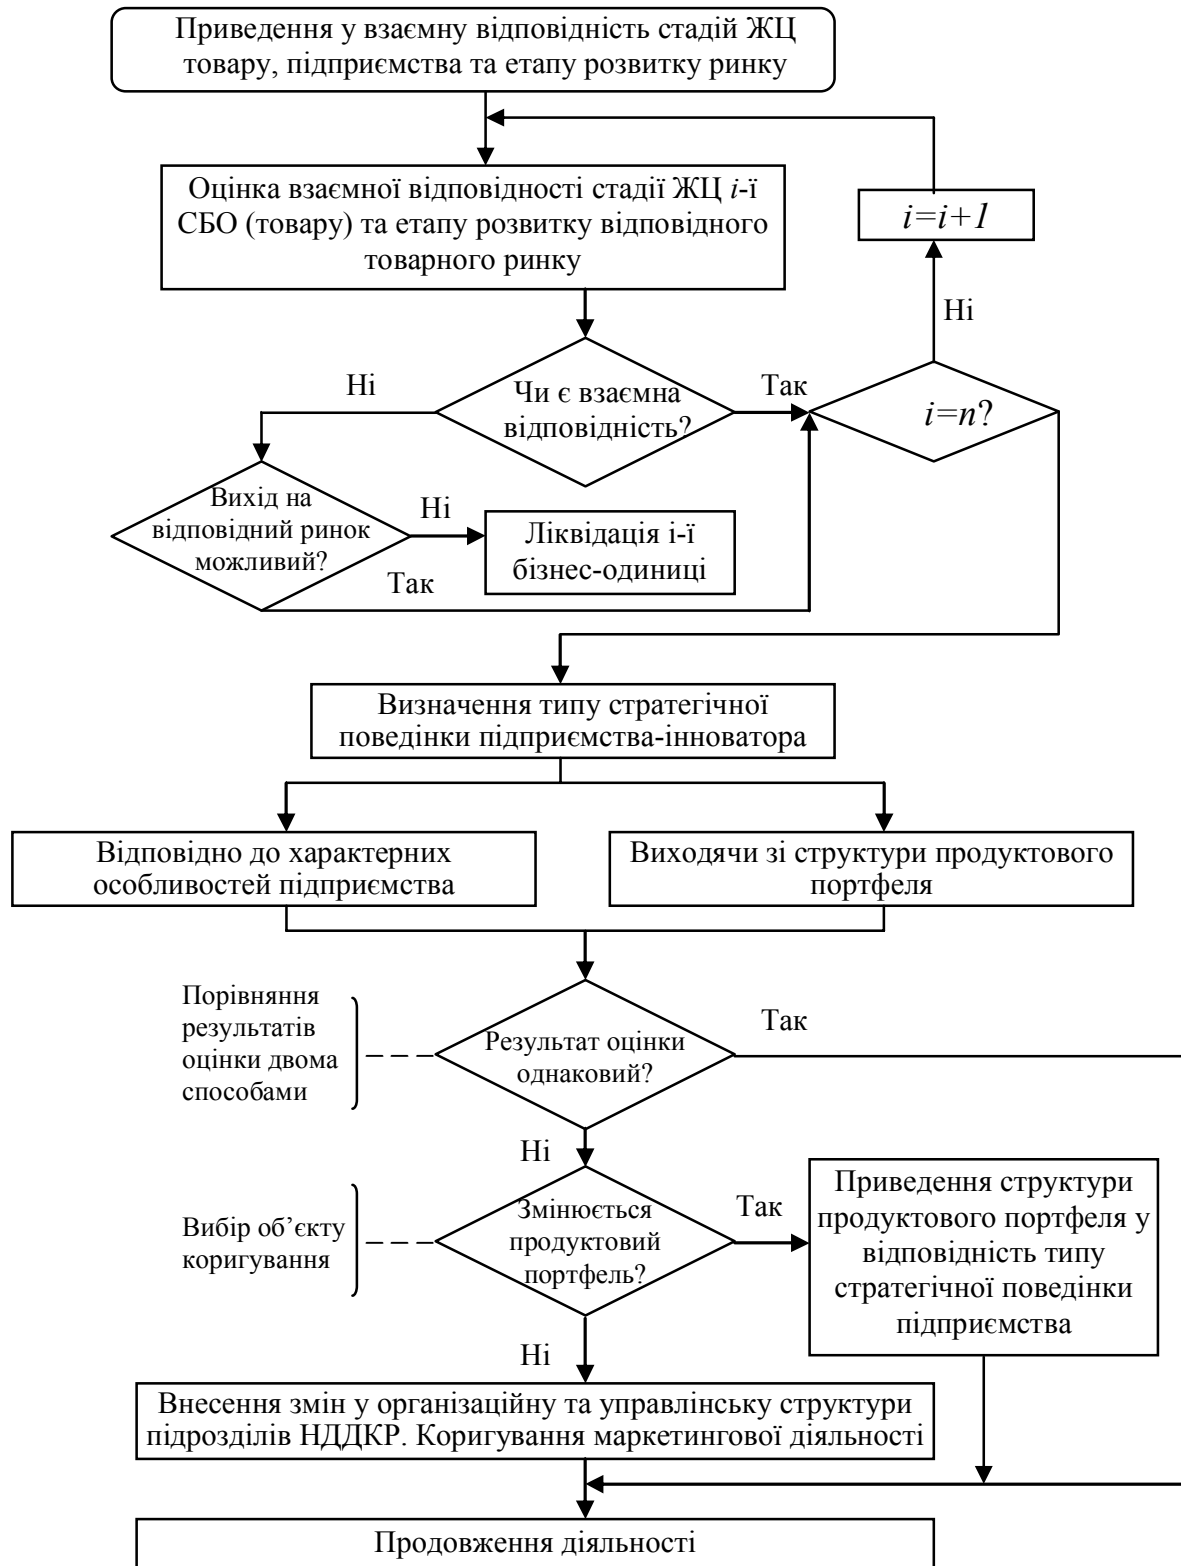 Приведення у взаємну відповідність стадій ЖЦ
товару, підприємства та етапу розвитку ринку
Оцінка взаємної відповідності стадії ЖЦ i-ї
СБО (товару) та етапу розвитку відповідного
товарного ринку
i=i+1
Ні
Ні
Чи є взаємна
відповідність?
Так
i=n?
Вихід на
відповідний ринок
можливий?
Ні
Ліквідація і-ї
бізнес-одиниці
Так
Визначення типу стратегічної
поведінки підприємства-інноватора
Відповідно до характерних
особливостей підприємства
Виходячи зі структури продуктового
портфеля
Порівняння
результатів
оцінки двома
способами
Результат оцінки
однаковий?
Так
Ні
Вибір об’єкту
коригування
Змінюється
продуктовий
портфель?
Так
Приведення структури
продуктового портфеля у
відповідність типу
стратегічної поведінки
підприємства
Ні
Внесення змін у організаційну та управлінську структури
підрозділів НДДКР. Коригування маркетингової діяльності
Продовження діяльності